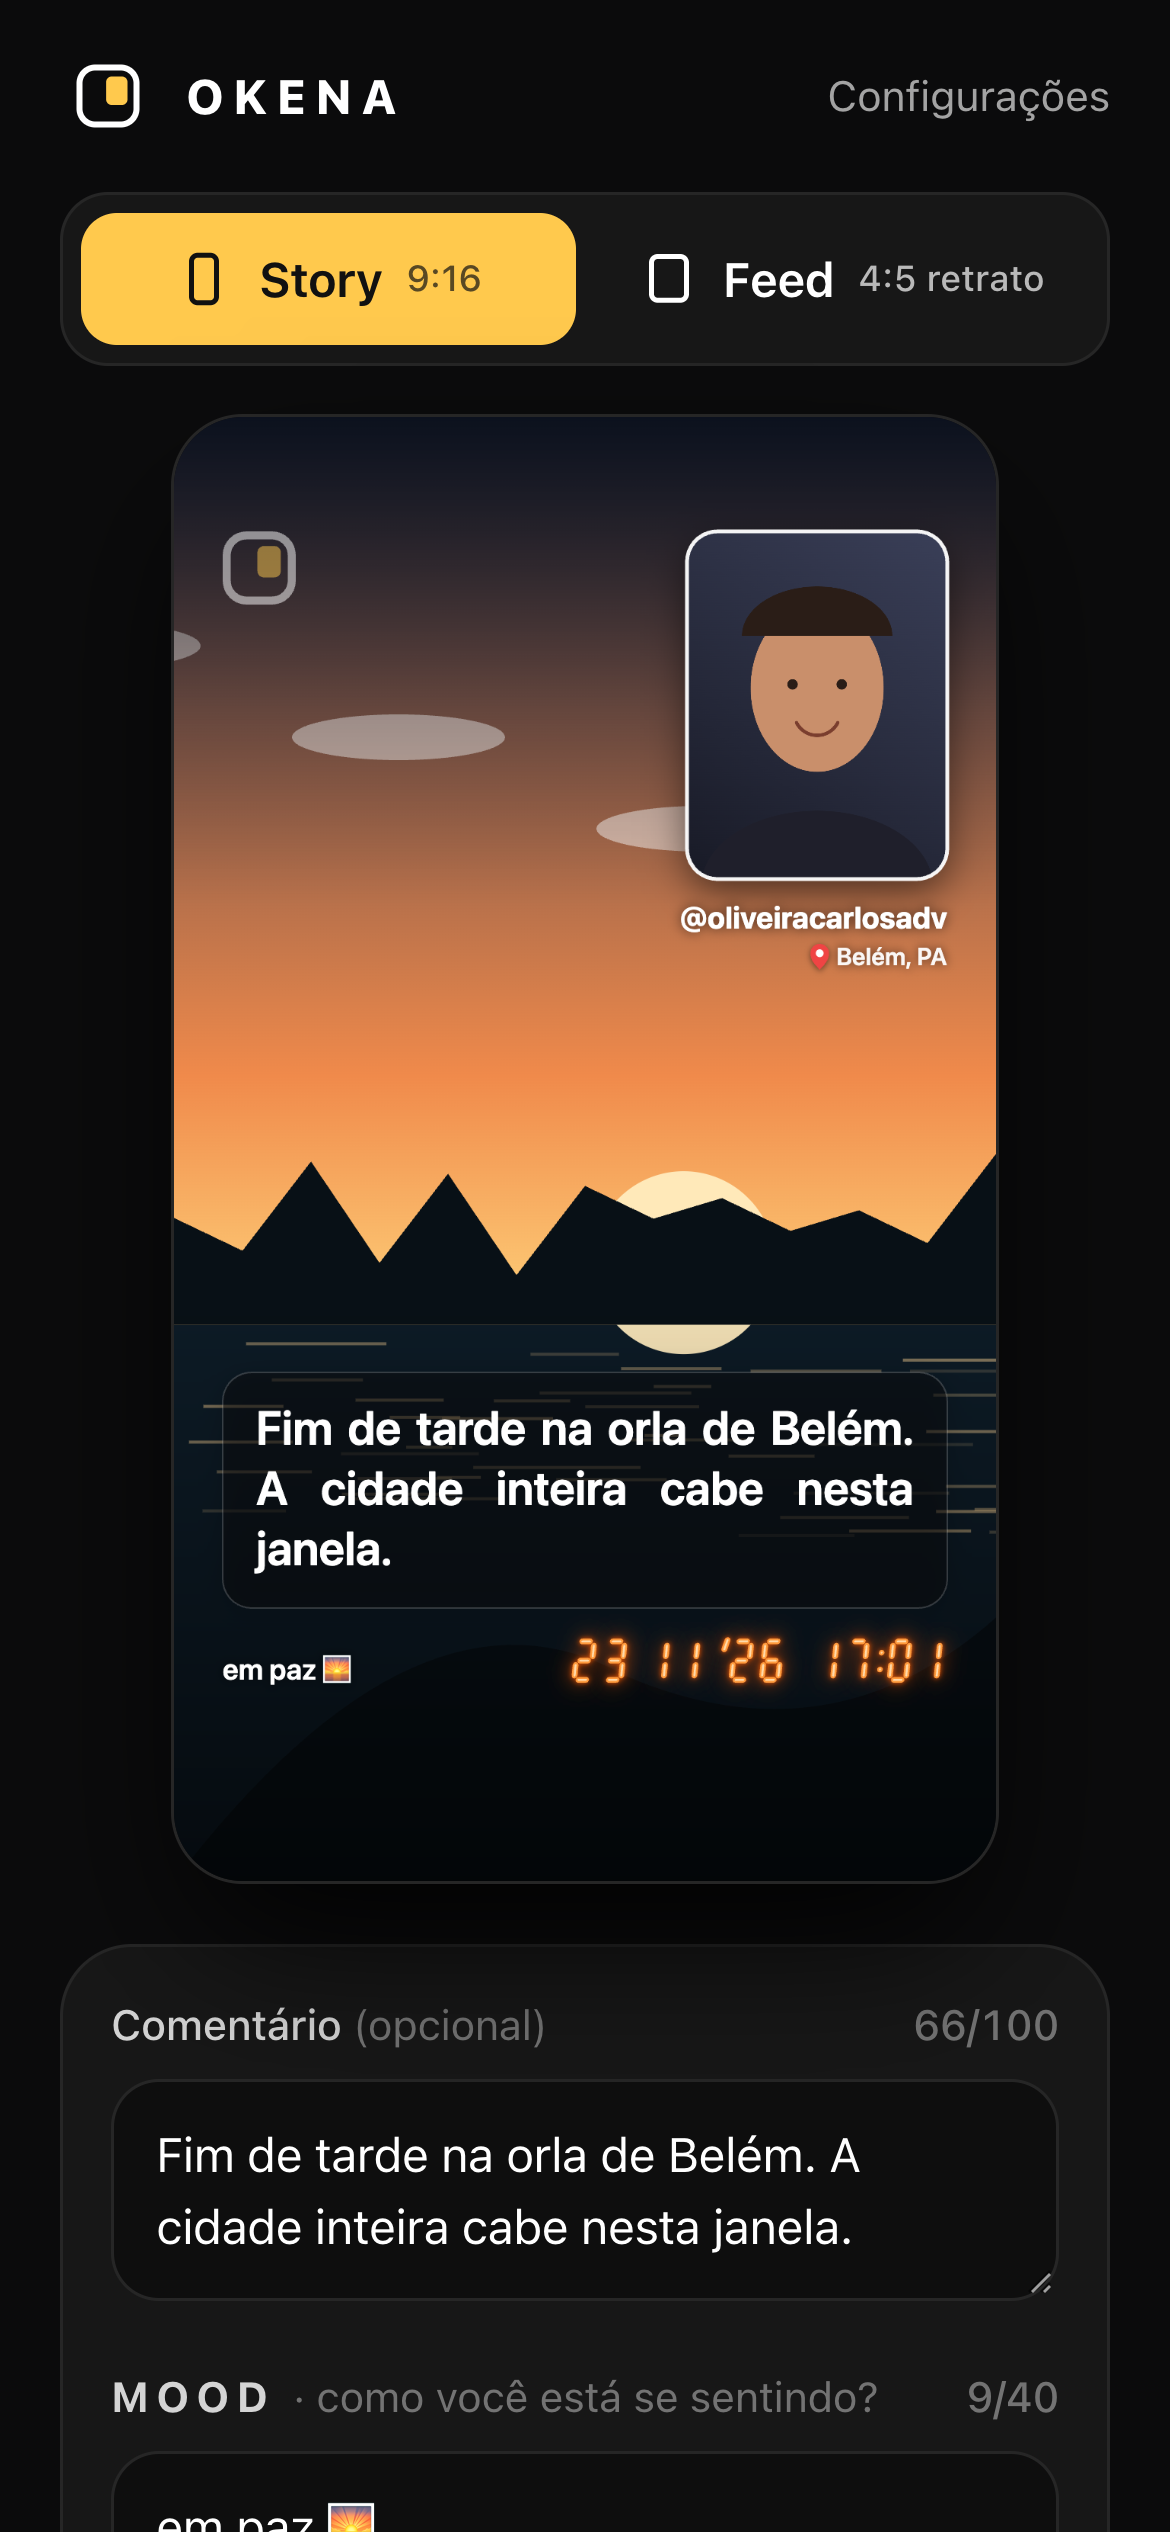 OKENA
Configurações
Story 9:16
Feed 4:5 retrato
@oliveiracarlosadv
📍 Belém, PA
Fim de tarde na orla de Belém.
A cidade inteira cabe nesta
janela.
em paz 🌅
23 11 '26 17:01
Comentário (opcional) 66/100
Fim de tarde na orla de Belém. A
cidade inteira cabe nesta janela.
MOOD · como você está se sentindo? 9/40
em paz 🌅